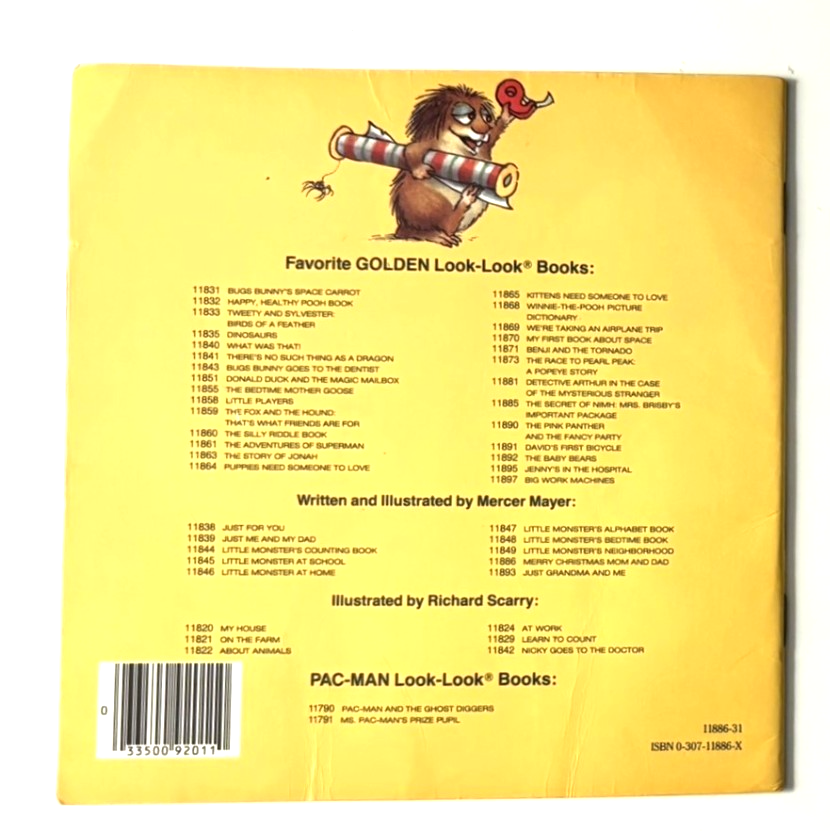 Favorite GOLDEN Look-Look® Books:
11831 BUGS BUNNY'S SPACE CARROT
11832 HAPPY, HEALTHY POOH BOOK
11833 TWEETY AND SYLVESTER:
BIRDS OF A FEATHER
11835 DINOSAURS
11840 WHAT WAS THAT!
11841 THERE'S NO SUCH THING AS A DRAGON
11843 BUGS BUNNY GOES TO THE DENTIST
11851 DONALD DUCK AND THE MAGIC MAILBOX
11855 THE BEDTIME MOTHER GOOSE
11858 LITTLE PLAYERS
11859 THE FOX AND THE HOUND:
THAT'S WHAT FRIENDS ARE FOR
11860 THE SILLY RIDDLE BOOK
11861 THE ADVENTURES OF SUPERMAN
11863 THE STORY OF JONAH
11864 PUPPIES NEED SOMEONE TO LOVE
11865 KITTENS NEED SOMEONE TO LOVE
11868 WINNIE-THE-POOH PICTURE
DICTIONARY
11869 WE'RE TAKING AN AIRPLANE TRIP
11870 MY FIRST BOOK ABOUT SPACE
11871 BENJI AND THE TORNADO
11873 THE RACE TO PEARL PEAK:
A POPEYE STORY
11881 DETECTIVE ARTHUR IN THE CASE
OF THE MYSTERIOUS STRANGER
11885 THE SECRET OF NIMH: MRS. BRISBY'S
IMPORTANT PACKAGE
11890 THE PINK PANTHER
AND THE FANCY PARTY
11891 DAVID'S FIRST BICYCLE
11892 THE BABY BEARS
11895 JENNY'S IN THE HOSPITAL
11897 BIG WORK MACHINES
Written and Illustrated by Mercer Mayer:
11838 JUST FOR YOU
11839 JUST ME AND MY DAD
11844 LITTLE MONSTER'S COUNTING BOOK
11845 LITTLE MONSTER AT SCHOOL
11846 LITTLE MONSTER AT HOME
11847 LITTLE MONSTER'S ALPHABET BOOK
11848 LITTLE MONSTER'S BEDTIME BOOK
11849 LITTLE MONSTER'S NEIGHBORHOOD
11886 MERRY CHRISTMAS MOM AND DAD
11893 JUST GRANDMA AND ME
Illustrated by Richard Scarry:
11820 MY HOUSE
11821 ON THE FARM
11822 ABOUT ANIMALS
11824 AT WORK
11829 LEARN TO COUNT
11842 NICKY GOES TO THE DOCTOR
PAC-MAN Look-Look® Books:
11790 PAC-MAN AND THE GHOST DIGGERS
11791 MS. PAC-MAN'S PRIZE PUPIL
0 33500 92011
11886-31
ISBN 0-307-11886-X